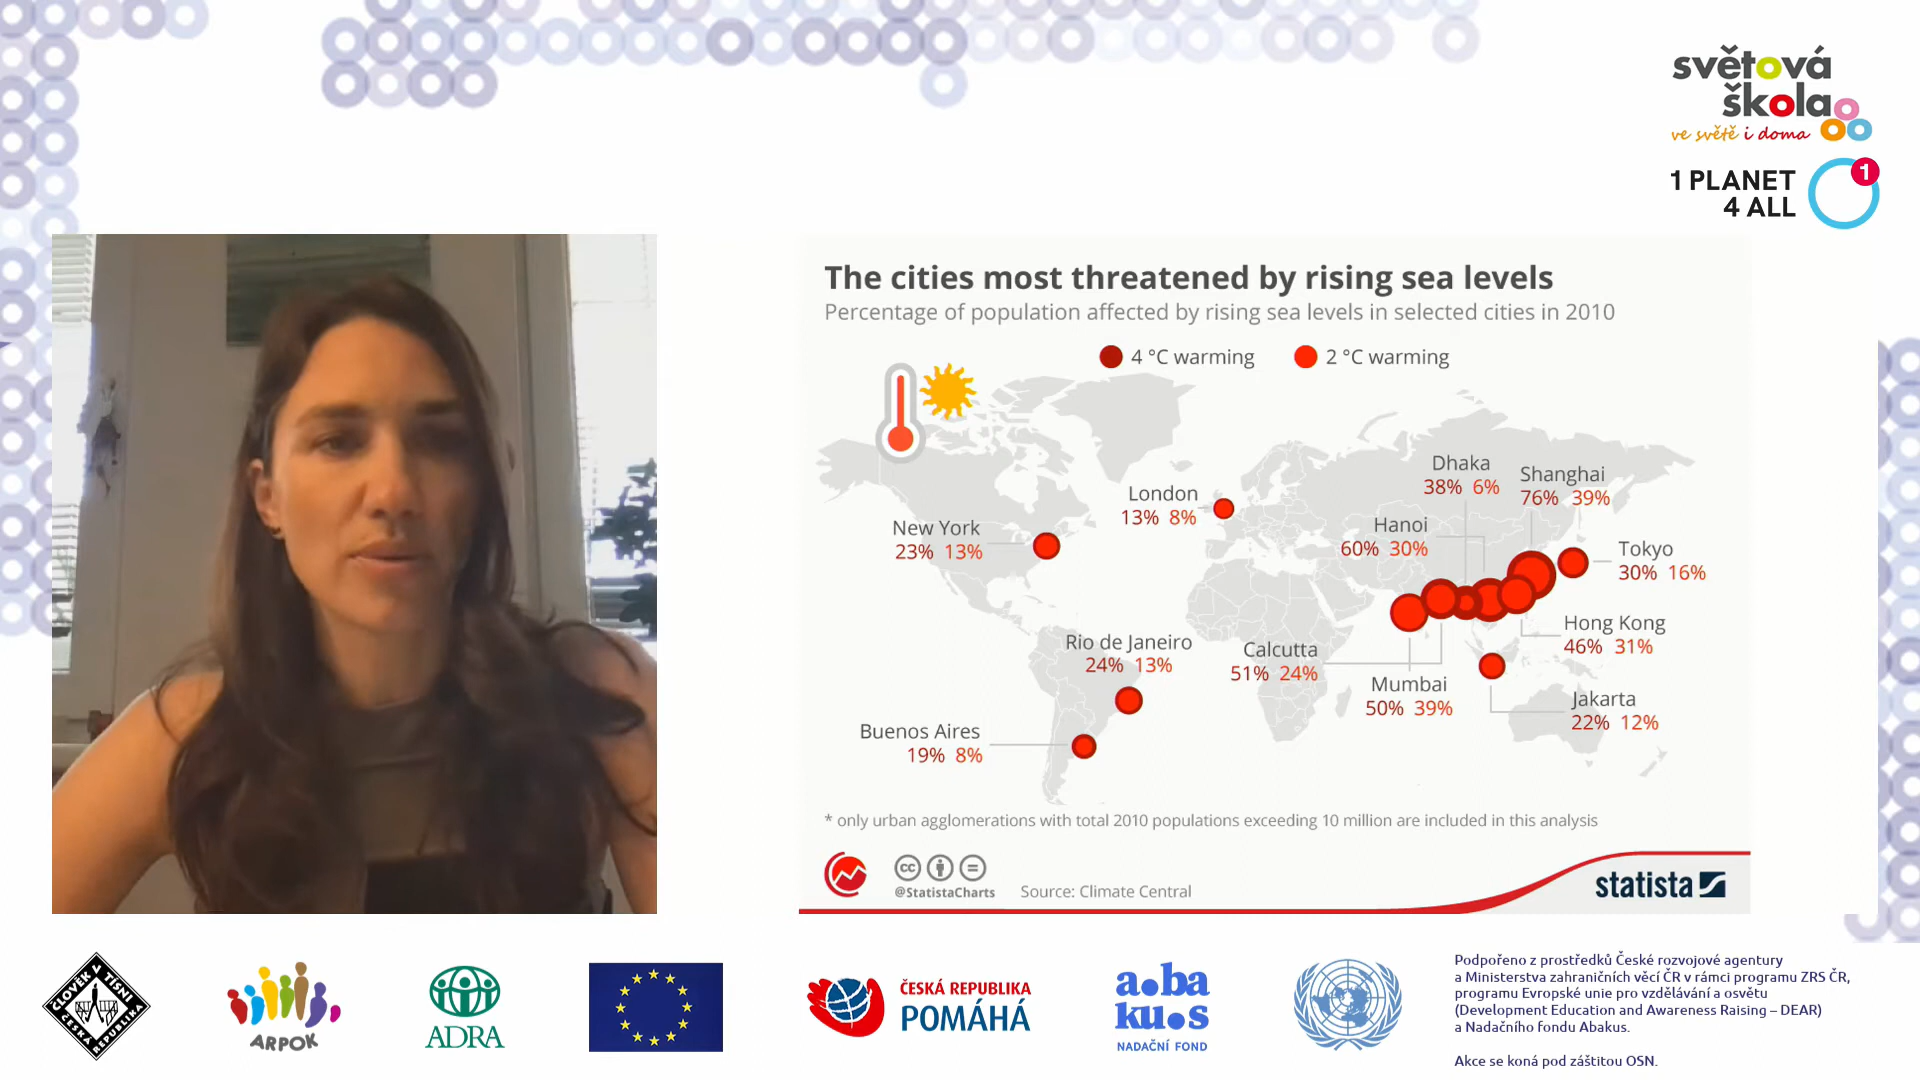 světová
škola
ve světě i doma
1 PLANET
4 ALL
1
The cities most threatened by rising sea levels
Percentage of population affected by rising sea levels in selected cities in 2010
4 °C warming
2 °C warming
Dhaka
38% 6%
Shanghai
76% 39%
London
13% 8%
New York
23% 13%
Hanoi
60% 30%
Tokyo
30% 16%
Hong Kong
46% 31%
Rio de Janeiro
24% 13%
Calcutta
51% 24%
Mumbai
50% 39%
Jakarta
22% 12%
Buenos Aires
19% 8%
* only urban agglomerations with total 2010 populations exceeding 10 million are included in this analysis
cc
@StatistaCharts
Source: Climate Central
statista
ČLOVĚK V TÍSNI
ČESKÁ REPUBLIKA
ARPOK
ADRA
ČESKÁ REPUBLIKA
POMÁHÁ
a.ba
ku.s
NADAČNÍ FOND
Podpořeno z prostředků České rozvojové agentury
a Ministerstva zahraničních věcí ČR v rámci programu ZRS ČR,
programu Evropské unie pro vzdělávání a osvětu
(Development Education and Awareness Raising – DEAR)
a Nadačního fondu Abakus.
Akce se koná pod záštitou OSN.